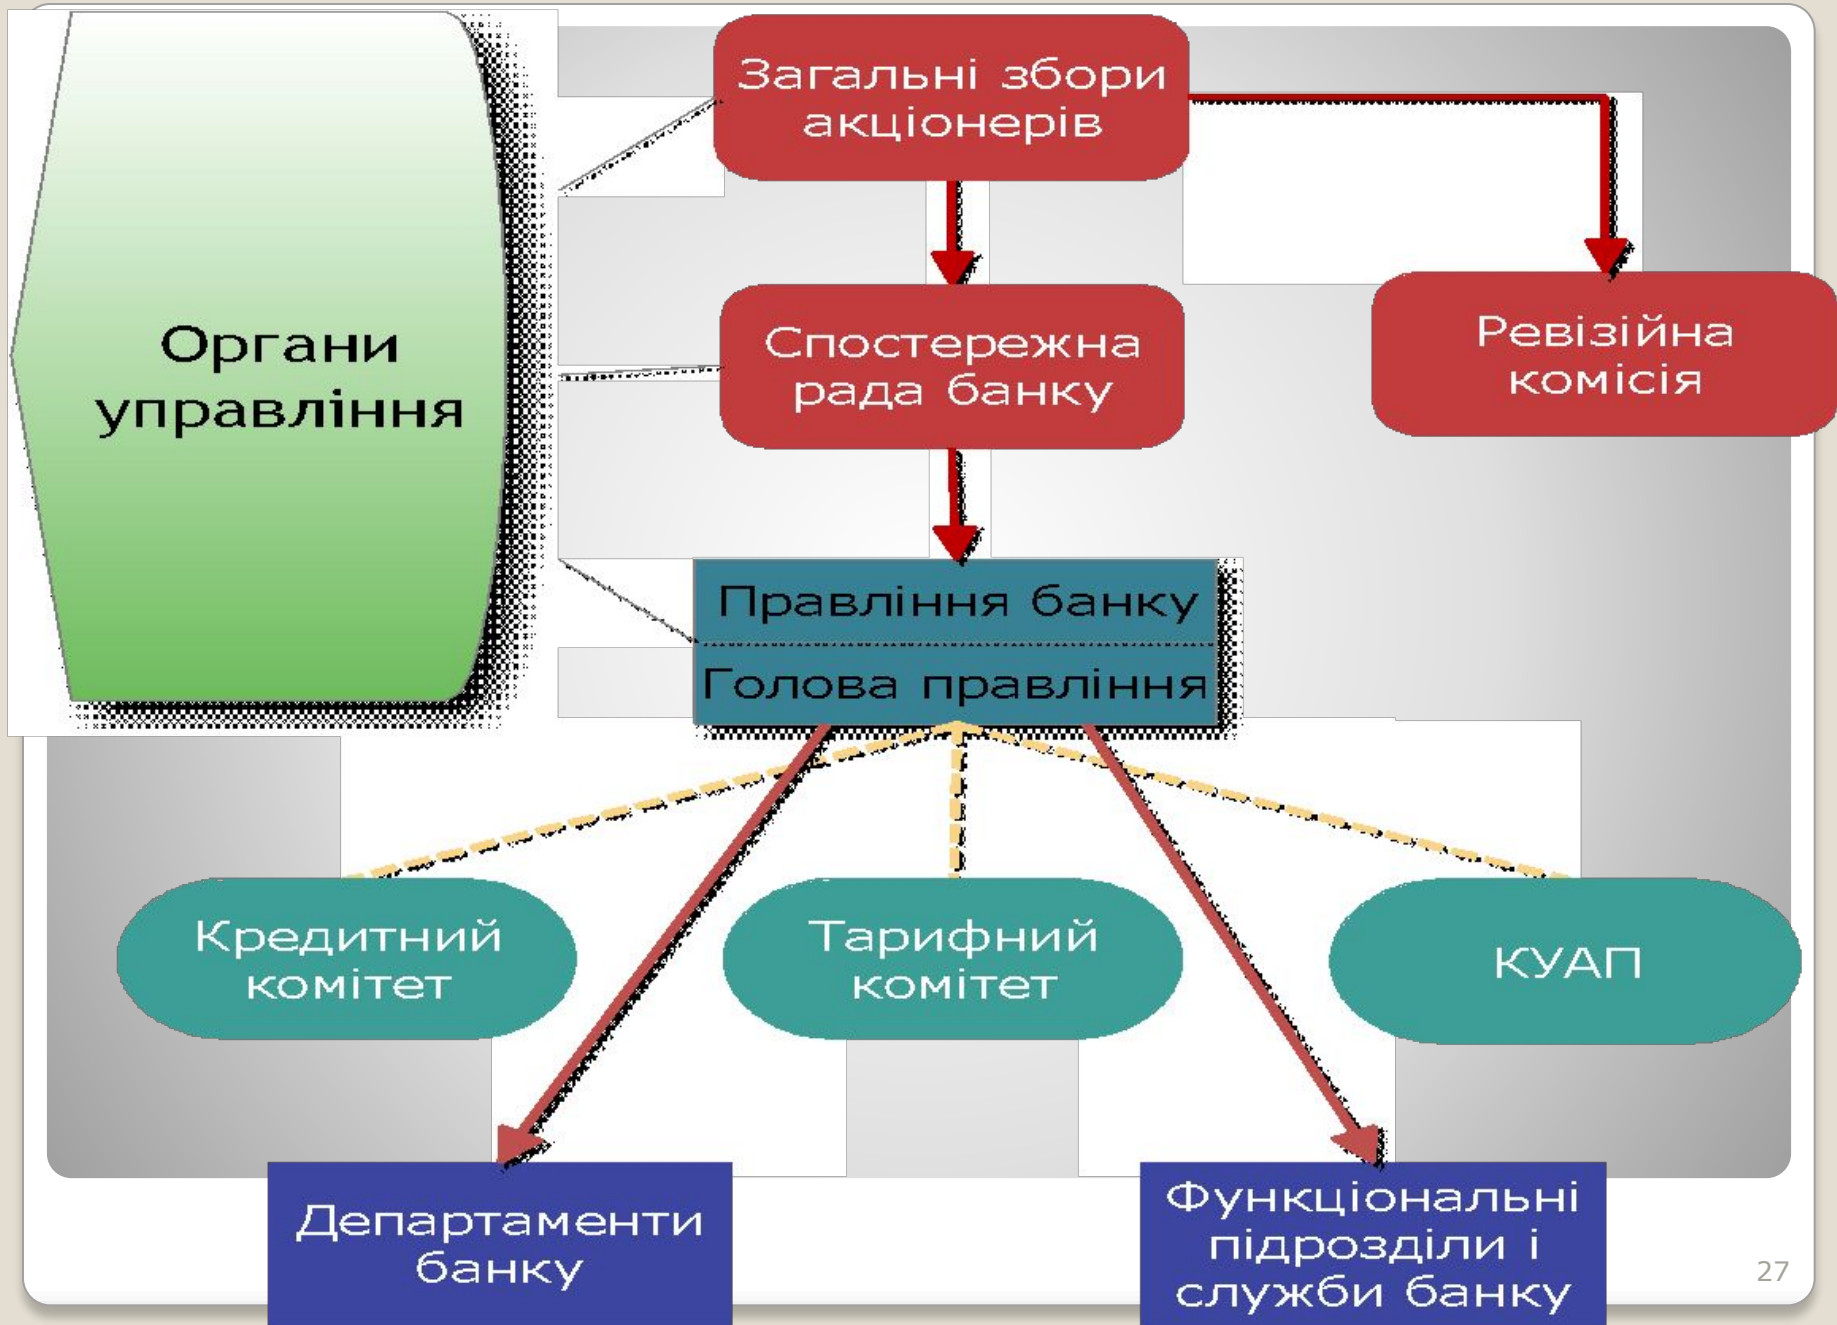 Органи
управління
Загальні збори
акціонерів
Спостережна
рада банку
Ревізійна
комісія
Правління банку
Голова правління
Кредитний
комітет
Тарифний
комітет
КУАП
Департаменти
банку
Функціональні
підрозділи і
служби банку
27